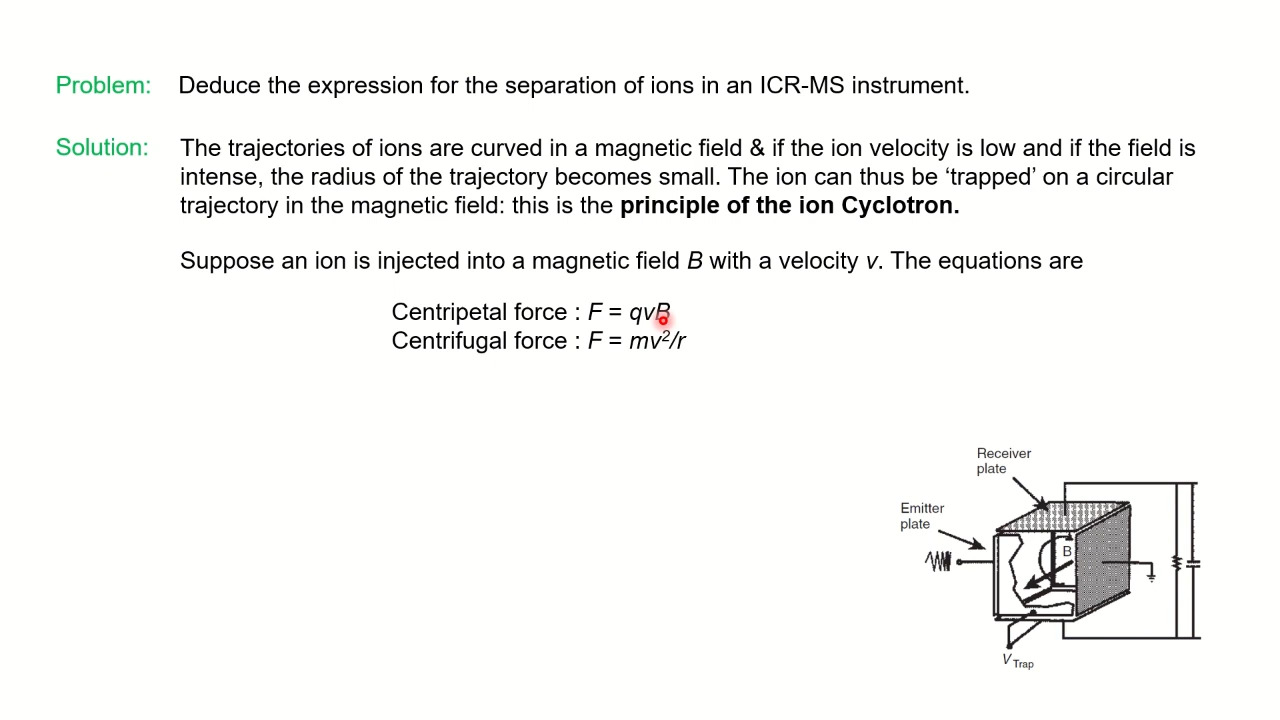 Problem: Deduce the expression for the separation of ions in an ICR-MS instrument.
Solution: The trajectories of ions are curved in a magnetic field & if the ion velocity is low and if the field is
intense, the radius of the trajectory becomes small. The ion can thus be ‘trapped’ on a circular
trajectory in the magnetic field: this is the principle of the ion Cyclotron.
Suppose an ion is injected into a magnetic field B with a velocity v. The equations are
Centripetal force : F = qvB
Centrifugal force : F = mv²/r
Receiver
plate
Emitter
plate
B
V Trap